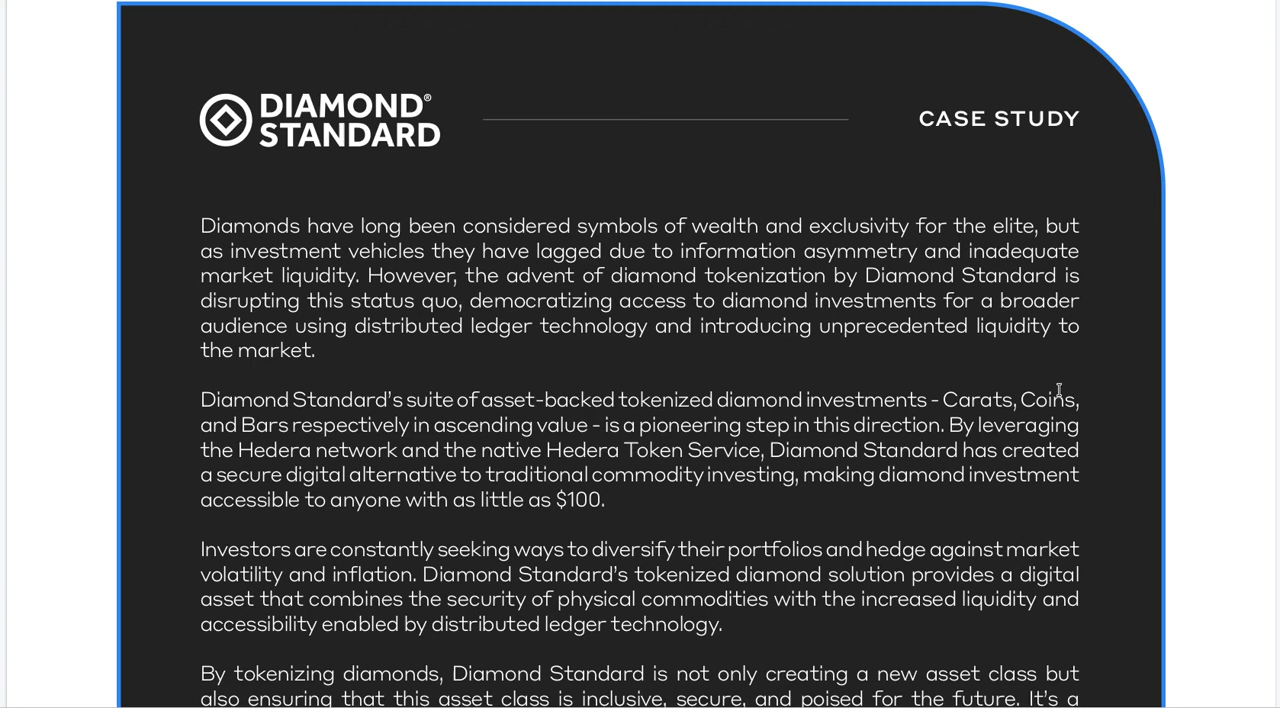 DIAMOND®
STANDARD
CASE STUDY
Diamonds have long been considered symbols of wealth and exclusivity for the elite, but
as investment vehicles they have lagged due to information asymmetry and inadequate
market liquidity. However, the advent of diamond tokenization by Diamond Standard is
disrupting this status quo, democratizing access to diamond investments for a broader
audience using distributed ledger technology and introducing unprecedented liquidity to
the market.
Diamond Standard's suite of asset-backed tokenized diamond investments - Carats, Coins,
and Bars respectively in ascending value - is a pioneering step in this direction. By leveraging
the Hedera network and the native Hedera Token Service, Diamond Standard has created
a secure digital alternative to traditional commodity investing, making diamond investment
accessible to anyone with as little as $100.
Investors are constantly seeking ways to diversify their portfolios and hedge against market
volatility and inflation. Diamond Standard's tokenized diamond solution provides a digital
asset that combines the security of physical commodities with the increased liquidity and
accessibility enabled by distributed ledger technology.
By tokenizing diamonds, Diamond Standard is not only creating a new asset class but
also ensuring that this asset class is inclusive, secure, and poised for the future. It's a